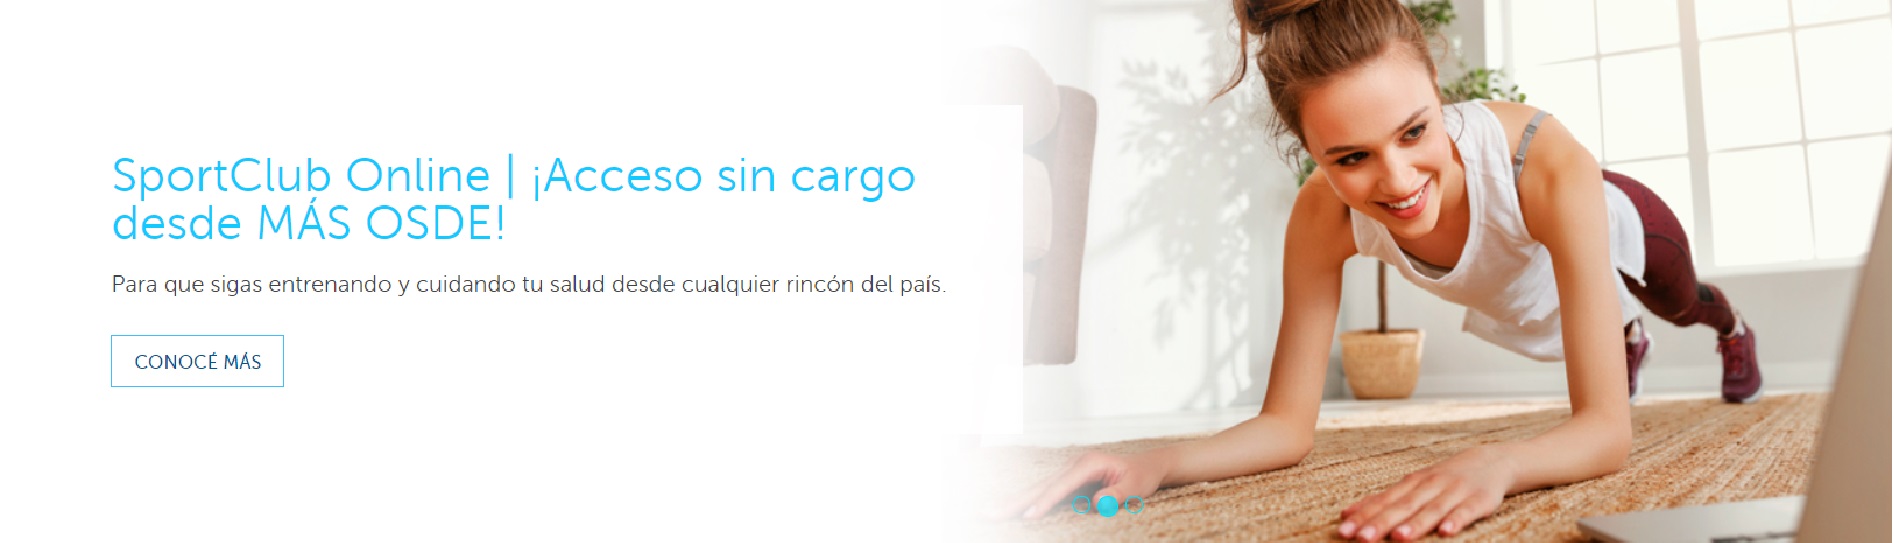 SportClub Online | ¡Acceso sin cargo
desde MÁS OSDE!
Para que sigas entrenando y cuidando tu salud desde cualquier rincón del país.
CONOCÉ MÁS